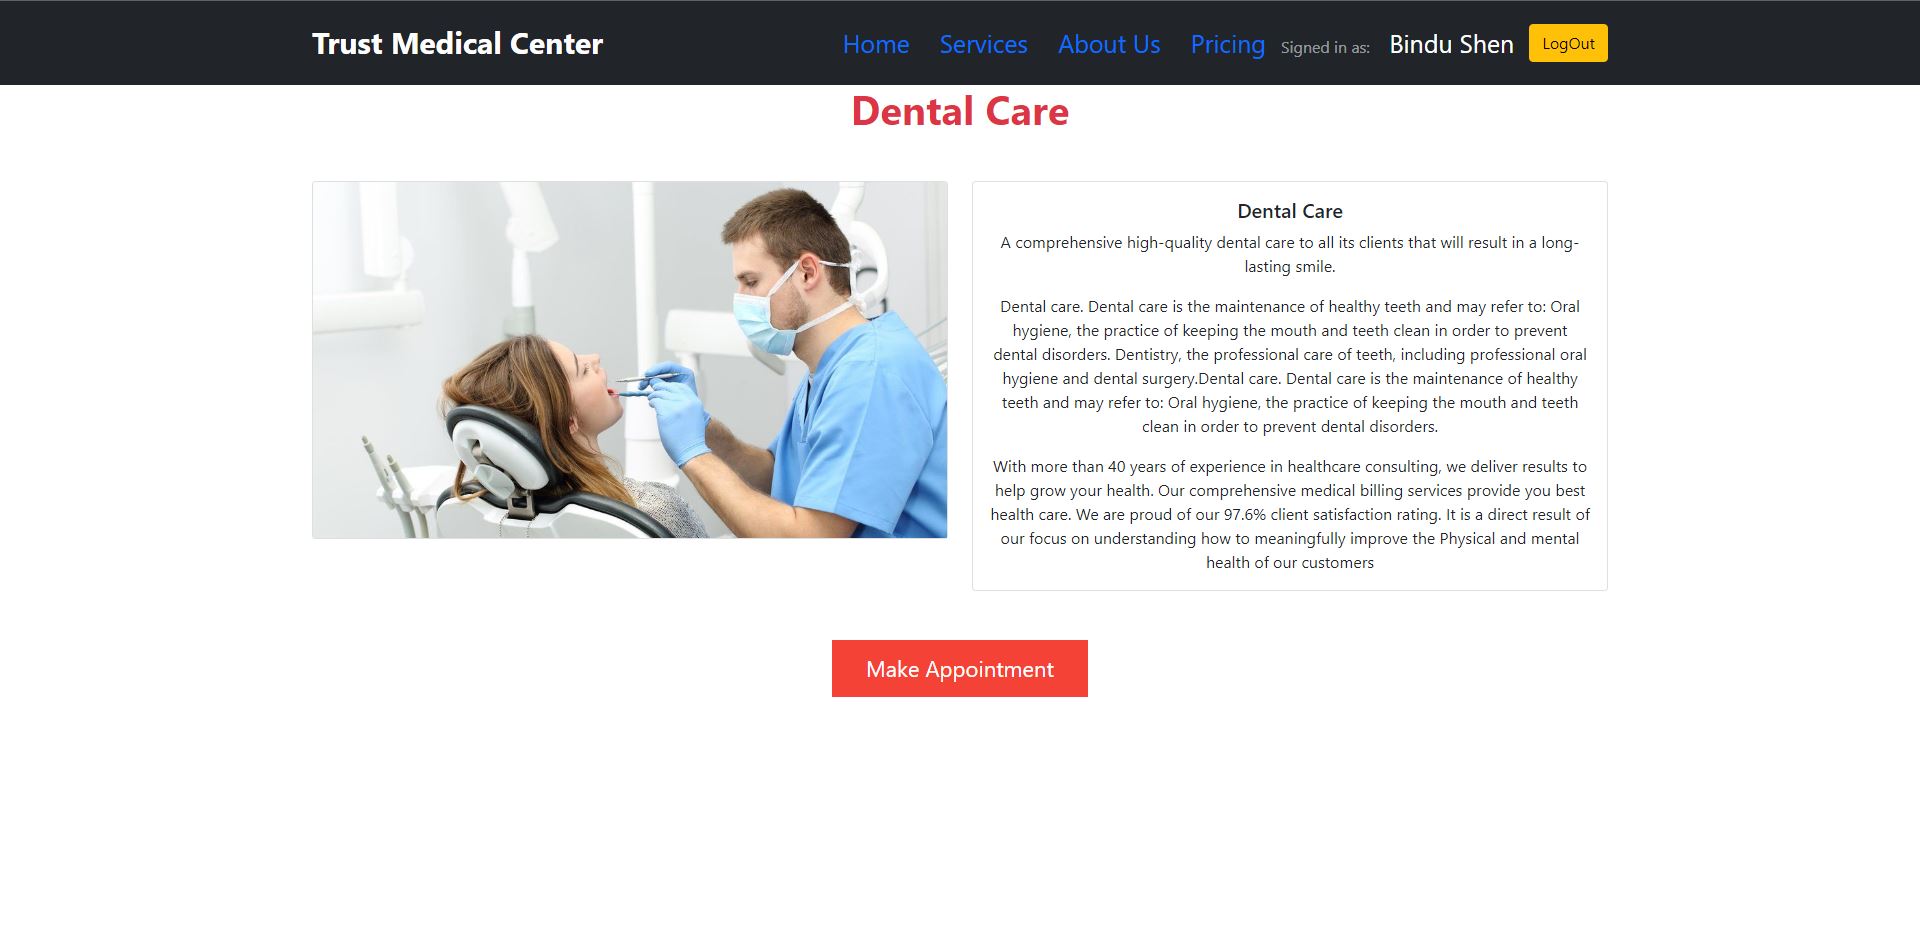 Trust Medical Center
Home Services About Us Pricing Signed in as: Bindu Shen LogOut
Dental Care
Dental Care
A comprehensive high-quality dental care to all its clients that will result in a long-
lasting smile.
Dental care. Dental care is the maintenance of healthy teeth and may refer to: Oral
hygiene, the practice of keeping the mouth and teeth clean in order to prevent
dental disorders. Dentistry, the professional care of teeth, including professional oral
hygiene and dental surgery.Dental care. Dental care is the maintenance of healthy
teeth and may refer to: Oral hygiene, the practice of keeping the mouth and teeth
clean in order to prevent dental disorders.
With more than 40 years of experience in healthcare consulting, we deliver results to
help grow your health. Our comprehensive medical billing services provide you best
health care. We are proud of our 97.6% client satisfaction rating. It is a direct result of
our focus on understanding how to meaningfully improve the Physical and mental
health of our customers
Make Appointment